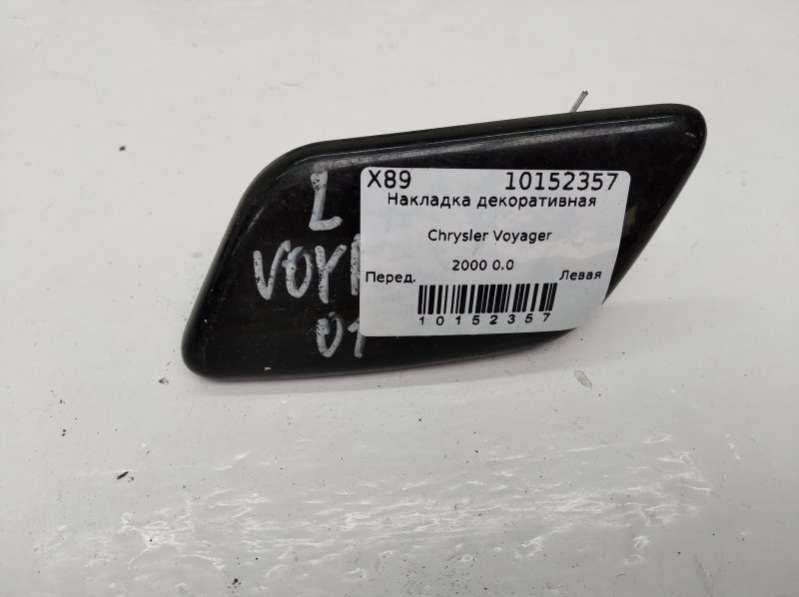 X89 10152357
Накладка декоративная
Chrysler Voyager
2000 0.0
Перед. Левая
10152357
L
VOY
01